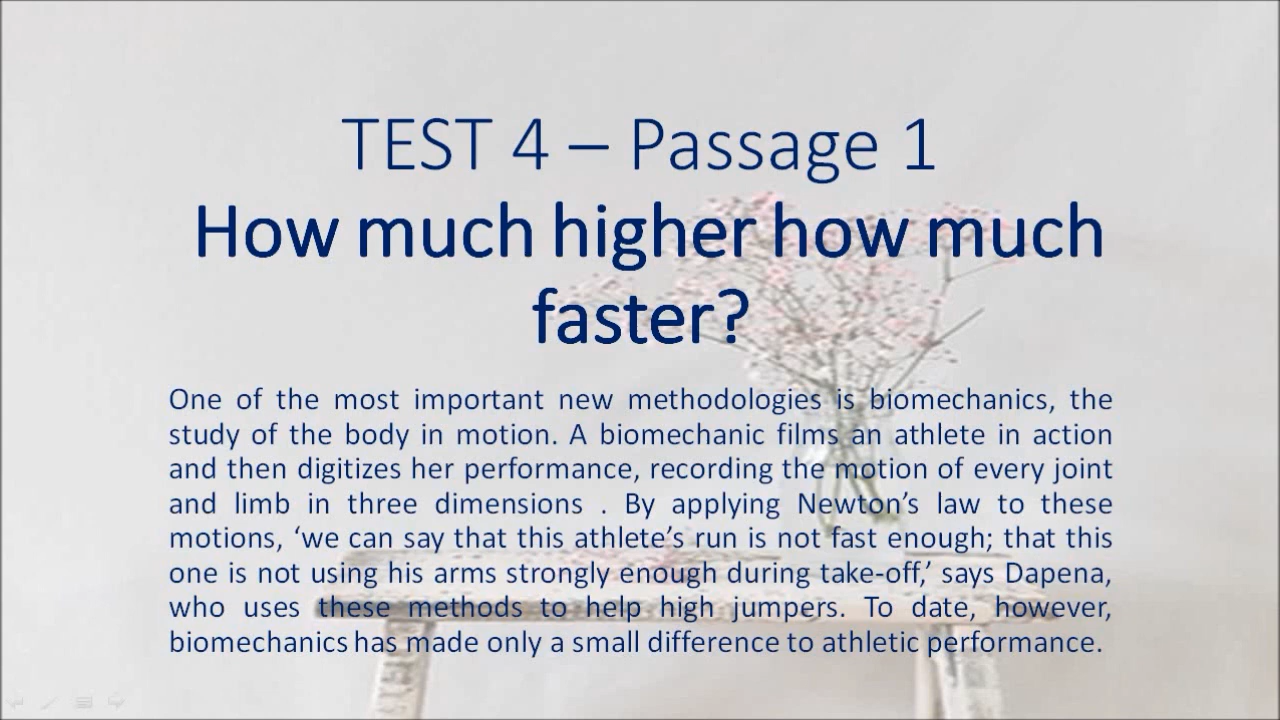 TEST 4 – Passage 1
How much higher how much
faster?
One of the most important new methodologies is biomechanics, the
study of the body in motion. A biomechanic films an athlete in action
and then digitizes her performance, recording the motion of every joint
and limb in three dimensions . By applying Newton’s law to these
motions, ‘we can say that this athlete’s run is not fast enough; that this
one is not using his arms strongly enough during take-off,’ says Dapena,
who uses these methods to help high jumpers. To date, however,
biomechanics has made only a small difference to athletic performance.